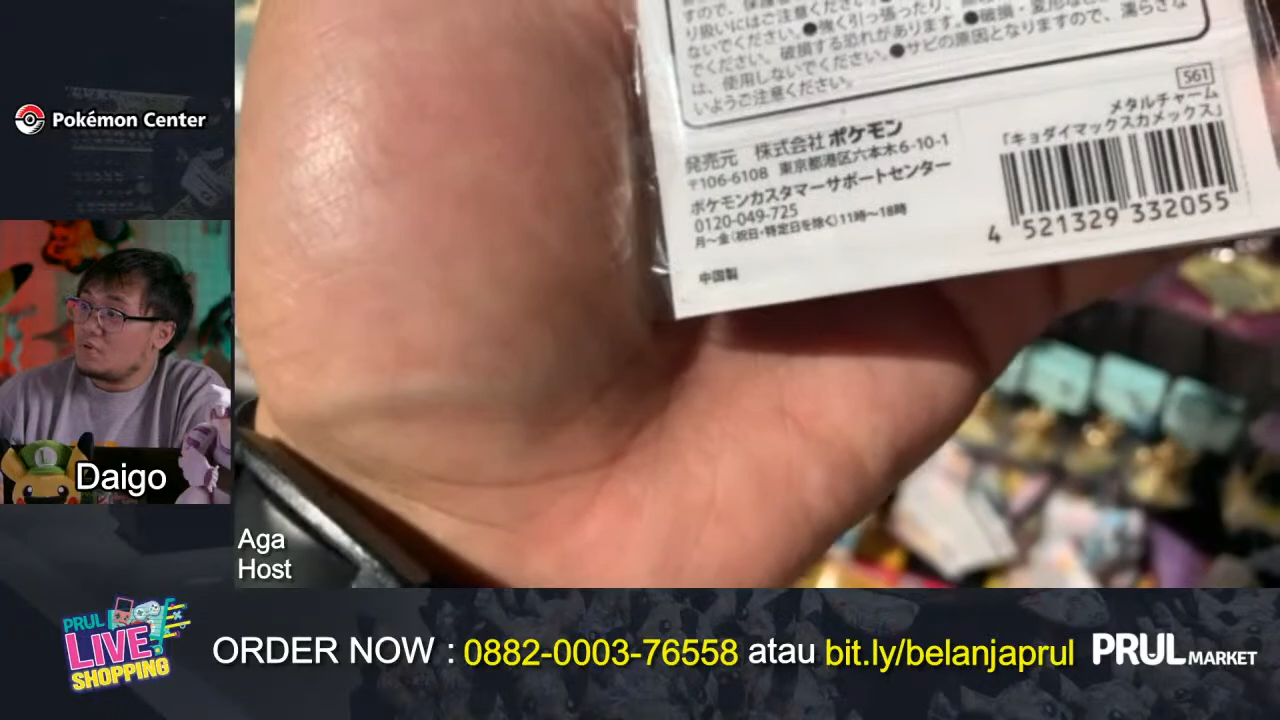 Pokémon Center
り扱いにはご注意ください。●強く引っ張ったり、
ないでください。破損する恐れがあります。●破損・変形など
でください。●サビの原因となりますので、濡らさな
は、使用しないでください。
いようご注意ください。
561
メタルチャーム
「キョダイマックスカメックス」
発売元 株式会社ポケモン
〒106-6108 東京都港区六本木6-10-1
ポケモンカスタマーサポートセンター
0120-049-725
月〜金(祝日・特定日を除く)11時〜18時
中国製
4 521329 332055
Daigo
Aga
Host
PRUL
LIVE
SHOPPING
ORDER NOW : 0882-0003-76558 atau bit.ly/belanjaprul
PRUL MARKET